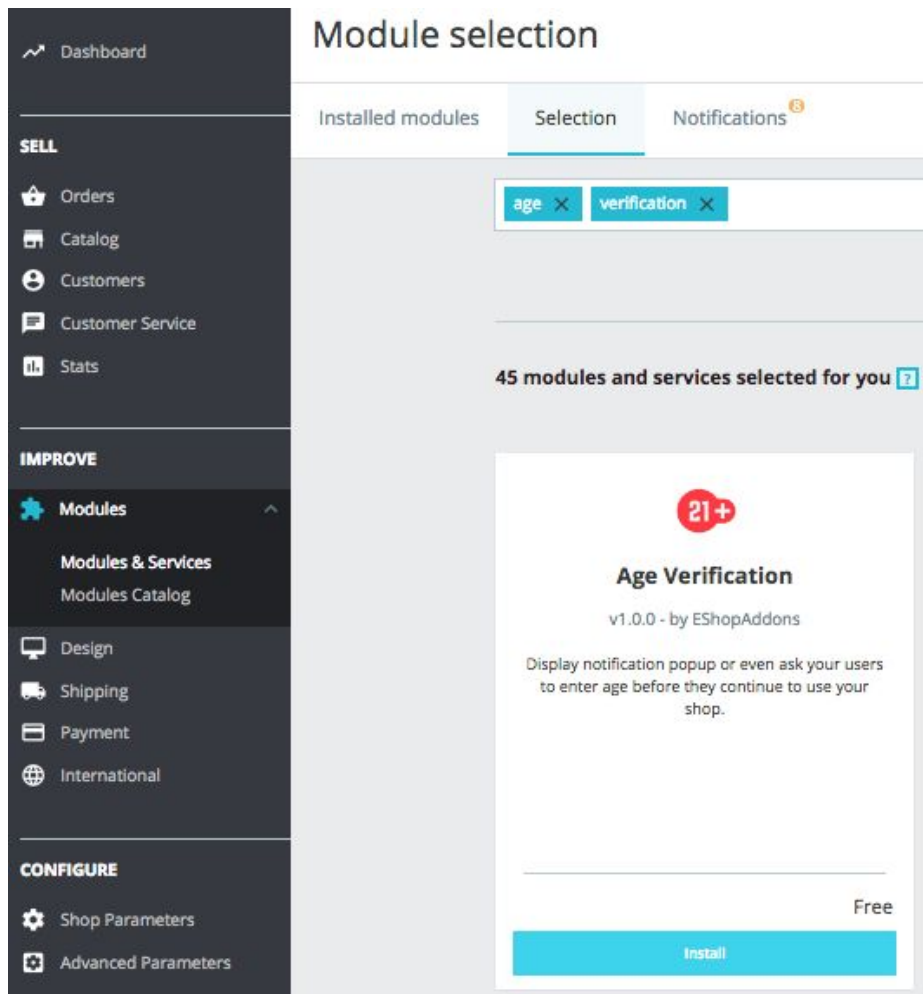 Dashboard
SELL
Orders
Catalog
Customers
Customer Service
Stats
IMPROVE
Modules
Modules & Services
Modules Catalog
Design
Shipping
Payment
International
CONFIGURE
Shop Parameters
Advanced Parameters
Module selection
Installed modules
Selection
Notifications 8
age ×
verification ×
45 modules and services selected for you ?
21+
Age Verification
v1.0.0 - by EShopAddons
Display notification popup or even ask your users
to enter age before they continue to use your
shop.
Free
Install